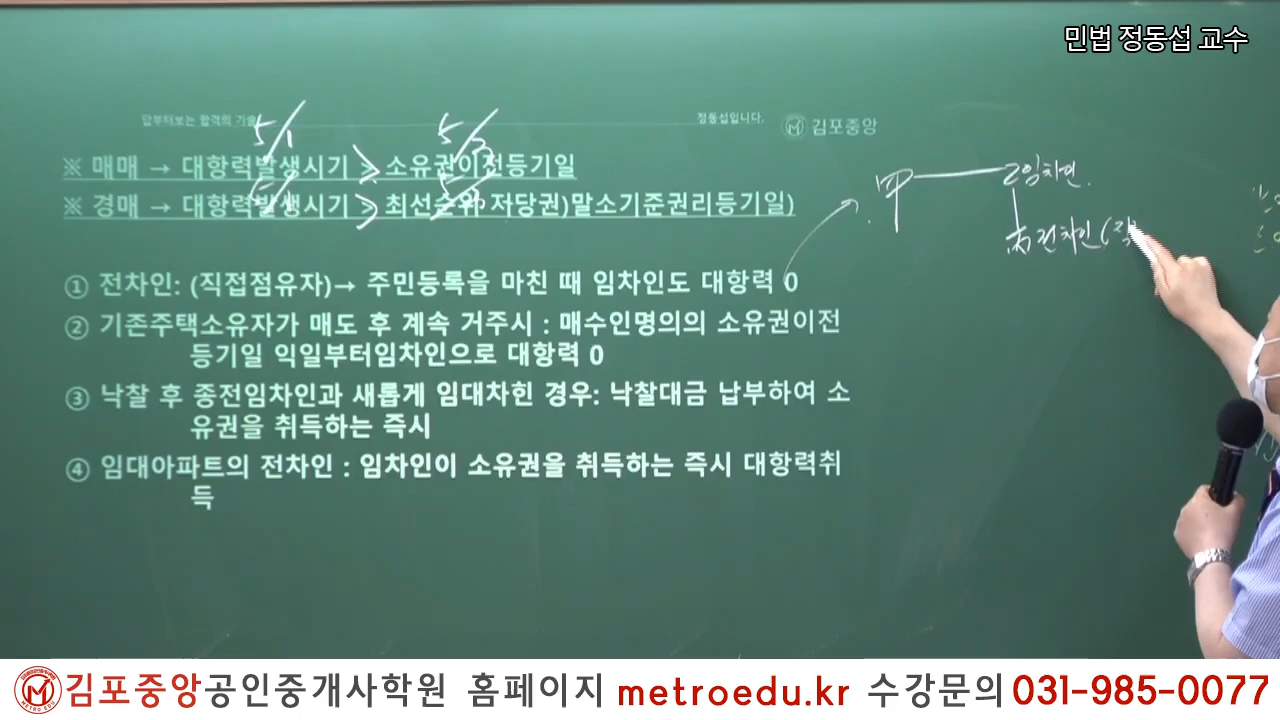 민법 정동섭 교수
답부터보는 합격의 기술
정동섭입니다.
김포중앙
5/1
5/3
※ 매매 → 대항력발생시기 > 소유권이전등기일
※ 경매 → 대항력발생시기 > 최선순위 저당권)말소기준권리등기일)
甲
乙임차인.
丙전차인(직
① 전차인: (직접점유자)→ 주민등록을 마친 때 임차인도 대항력 0
② 기존주택소유자가 매도 후 계속 거주시 : 매수인명의의 소유권이전
등기일 익일부터임차인으로 대항력 0
③ 낙찰 후 종전임차인과 새롭게 임대차힌 경우: 낙찰대금 납부하여 소
유권을 취득하는 즉시
④ 임대아파트의 전차인 : 임차인이 소유권을 취득하는 즉시 대항력취
득
METRO EDU
김포중앙공인중개사학원 홈페이지 metroedu.kr 수강문의 031-985-0077